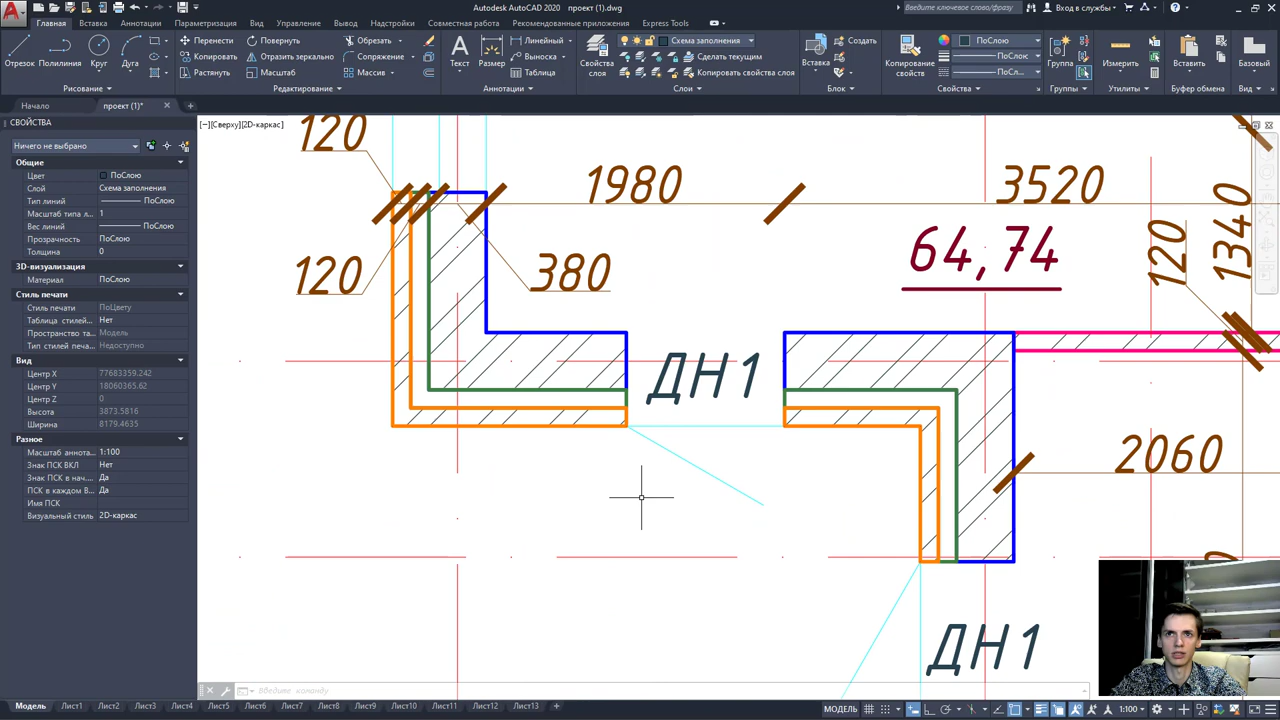 Autodesk AutoCAD 2020 проект (1).dwg
Введите ключевое слово/фразу
Вход в службы
Главная Вставка Аннотации Параметризация Вид Управление Вывод Надстройки Совместная работа Рекомендованные приложения Express Tools
Отрезок Полилиния Круг Дуга
Перенести Повернуть Обрезать
Копировать Отразить зеркально Сопряжение
Растянуть Масштаб Массив
Текст Размер
Линейный
Выноска
Таблица
Свойства слоя
Схема заполнения
Сделать текущим
Копировать свойства слоя
Вставка
Создать
Редактировать
Копирование свойств
ПоСлою
ПоСлою
ПоСл...
Группа
Измерить
Вставить
Базовый
Рисование Редактирование Аннотации Слои Блок Свойства Группы Утилиты Буфер обмена Вид
Начало проект (1)*
СВОЙСТВА
[−][Сверху][2D-каркас]
Ничего не выбрано
Общие
Цвет ПоСлою
Слой Схема заполнения
Тип линий ПоСлою
Масштаб типа л... 1
Вес линий ПоСлою
Прозрачность ПоСлою
Толщина 0
3D-визуализация
Материал ПоСлою
Стиль печати
Стиль печати ПоЦвету
Таблица стилей... Нет
Пространство та... Модель
Тип стилей печа... Недоступно
Вид
Центр X 77683359.242
Центр Y 18060365.62
Центр Z 0
Высота 3873.5816
Ширина 8179.4635
Разное
Масштаб аннота... 1:100
Знак ПСК ВКЛ Нет
Знак ПСК в нач.... Да
ПСК в каждом В... Да
Имя ПСК
Визуальный стиль 2D-каркас
120
1980
3520
120
380
64,74
120
1340
ДН1
2060
ДН1
Введите команду
Модель Лист1 Лист2 Лист3 Лист4 Лист5 Лист6 Лист7 Лист8 Лист9 Лист10 Лист11 Лист12 Лист13
МОДЕЛЬ
1:100